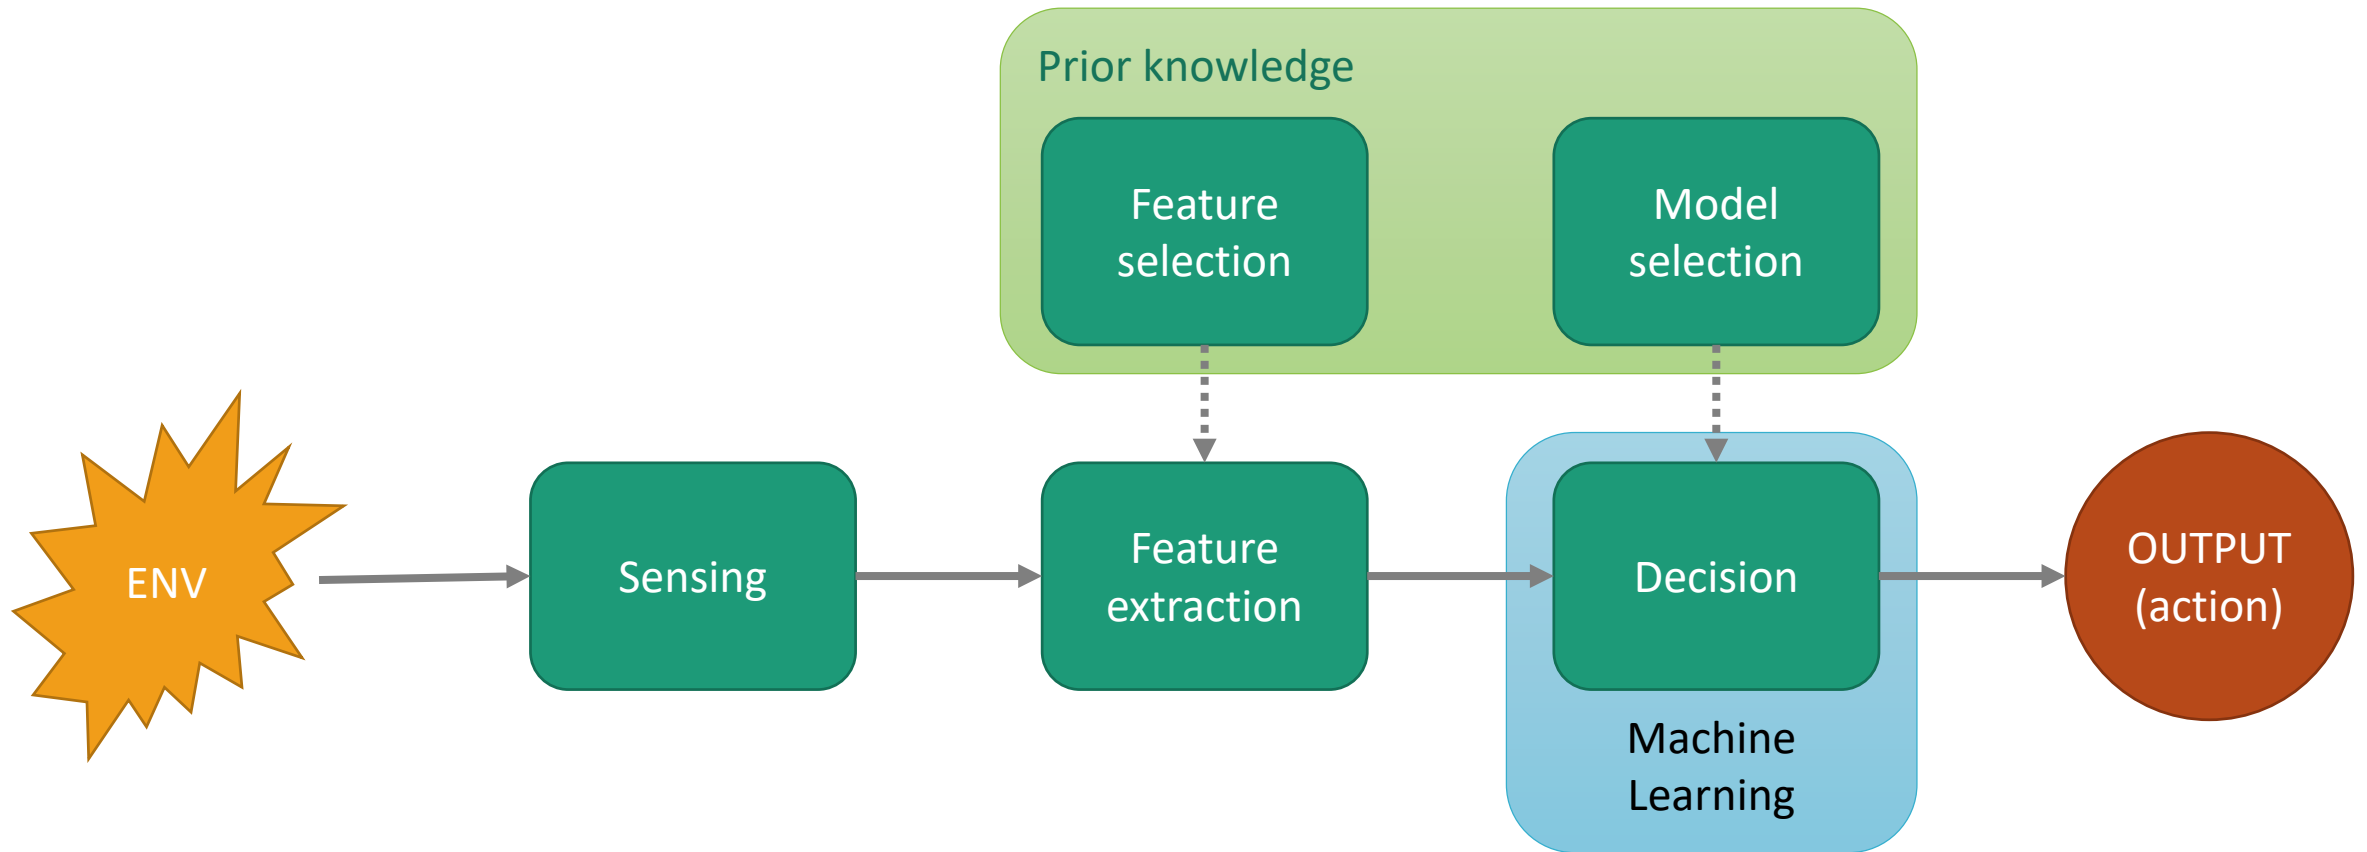 Prior knowledge
Feature
selection
Model
selection
ENV
Sensing
Feature
extraction
Decision
OUTPUT
(action)
Machine
Learning